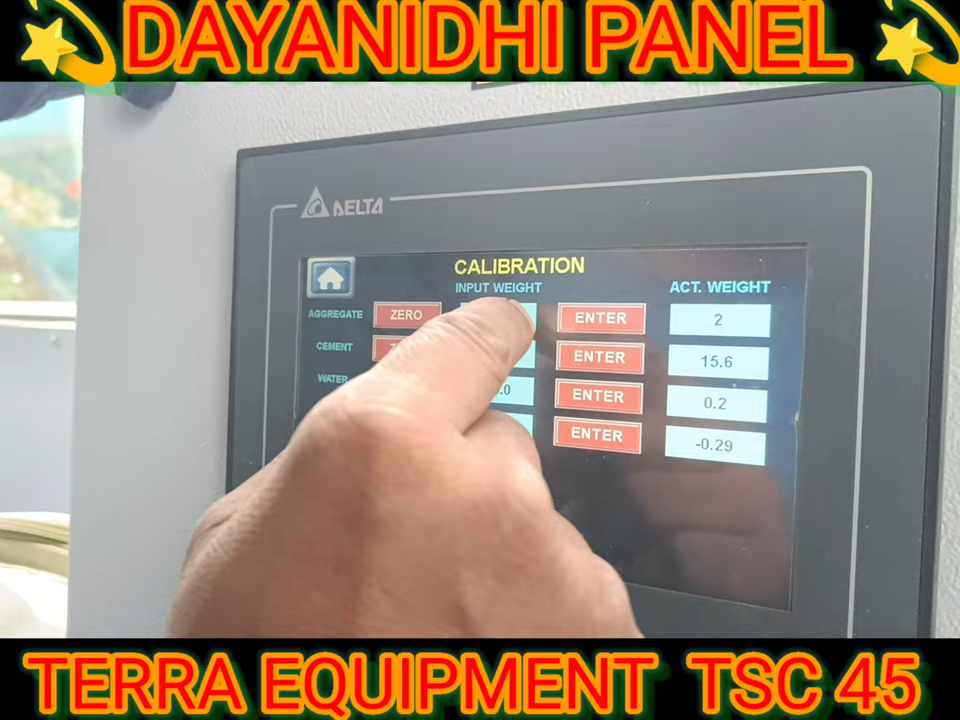 DAYANIDHI PANEL
DELTA
CALIBRATION
INPUT WEIGHT
ACT. WEIGHT
AGGREGATE ZERO ENTER 2
CEMENT ENTER 15.6
WATER .0 ENTER 0.2
ENTER -0.29
TERRA EQUIPMENT TSC 45